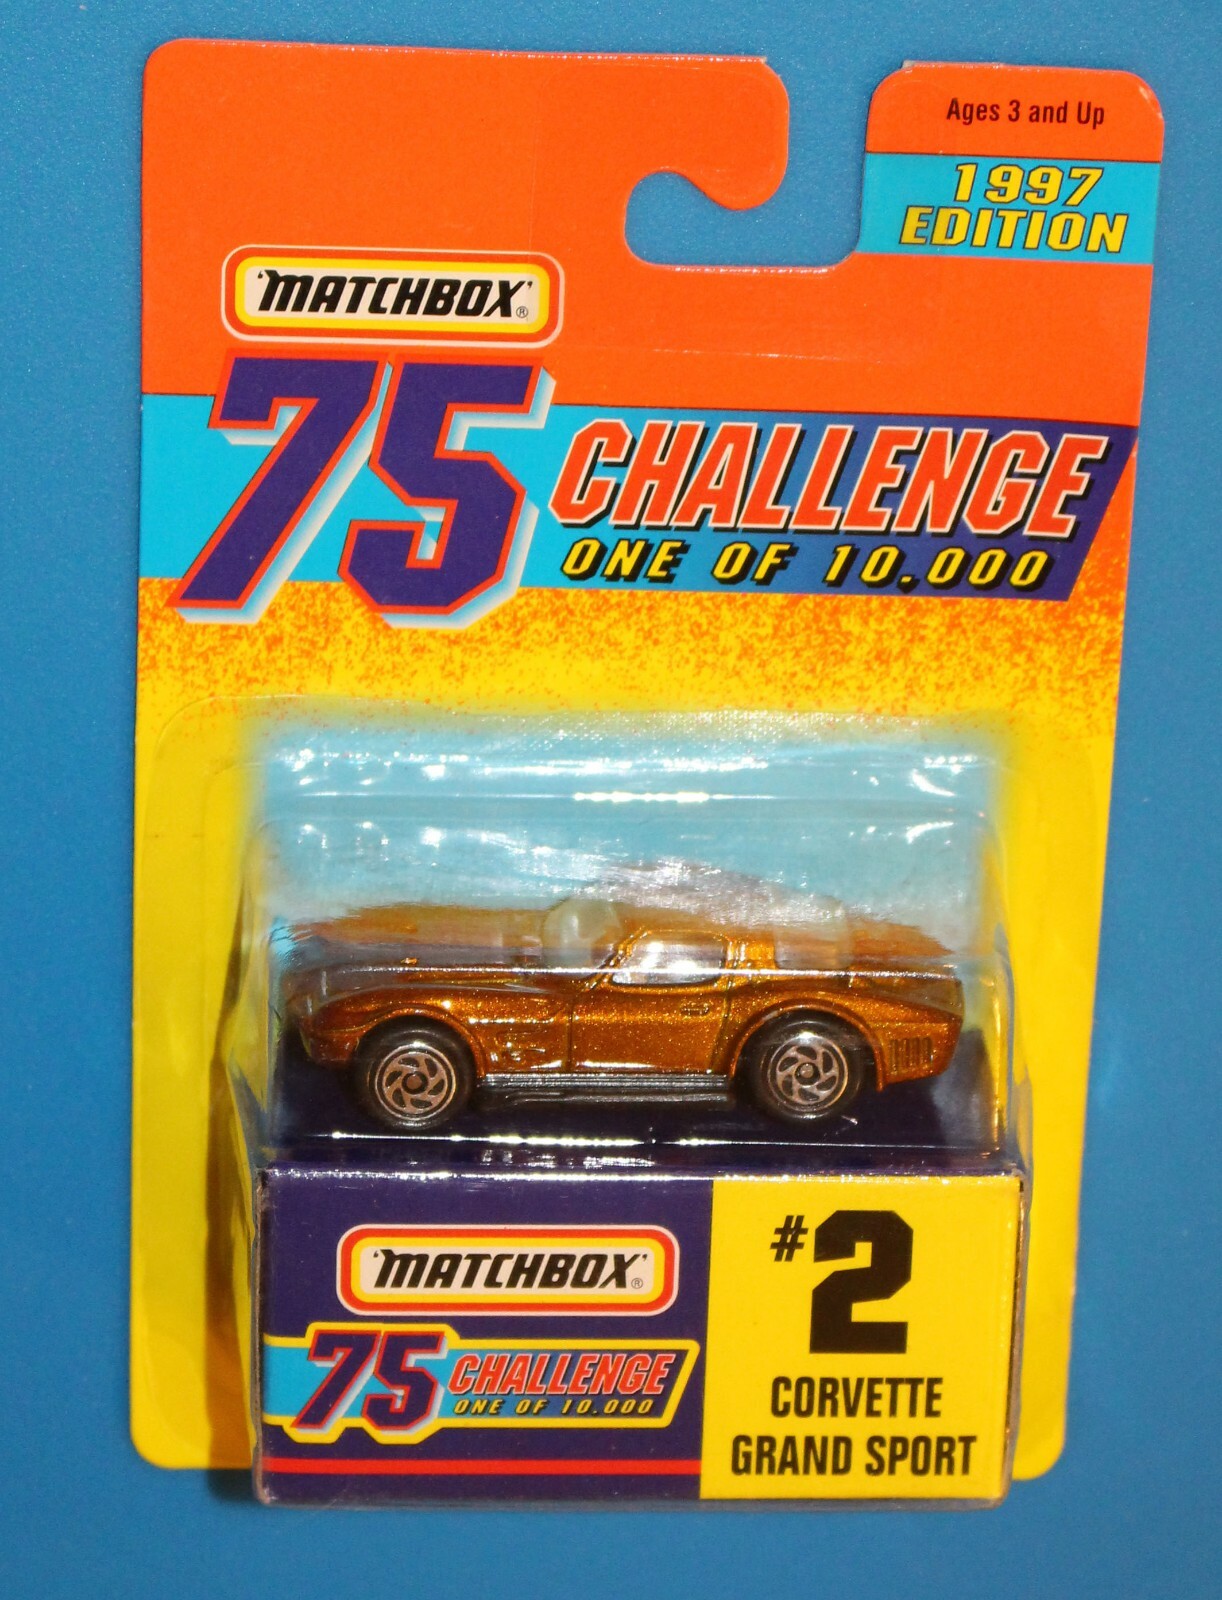 Ages 3 and Up
1997
EDITION
'MATCHBOX'®
75 CHALLENGE
ONE OF 10,000
'MATCHBOX'®
75 CHALLENGE
ONE OF 10,000
#2
CORVETTE
GRAND SPORT